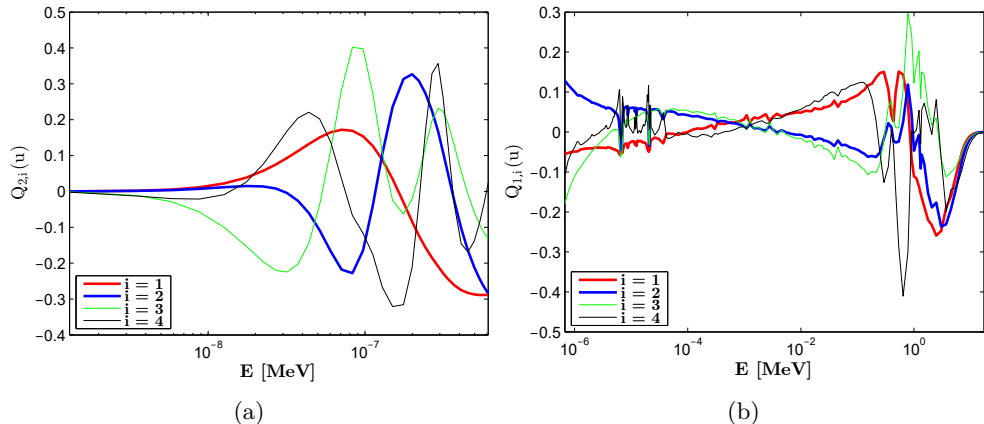 0.5
0.4
0.3
0.2
0.1
0
−0.1
−0.2
−0.3
−0.4
Q2,i(u)
i = 1
i = 2
i = 3
i = 4
10−8
10−7
E [MeV]
(a)
0.3
0.2
0.1
0
−0.1
−0.2
−0.3
−0.4
−0.5
Q1,i(u)
i = 1
i = 2
i = 3
i = 4
10−6
10−4
10−2
100
E [MeV]
(b)